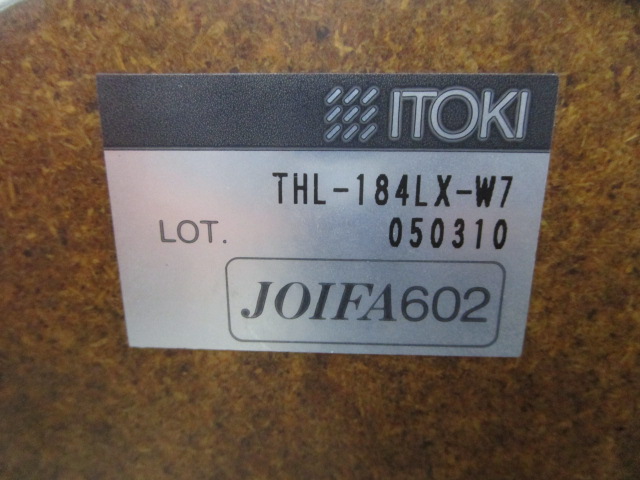 ITOKI
THL-184LX-W7
LOT. 050310
JOIFA602